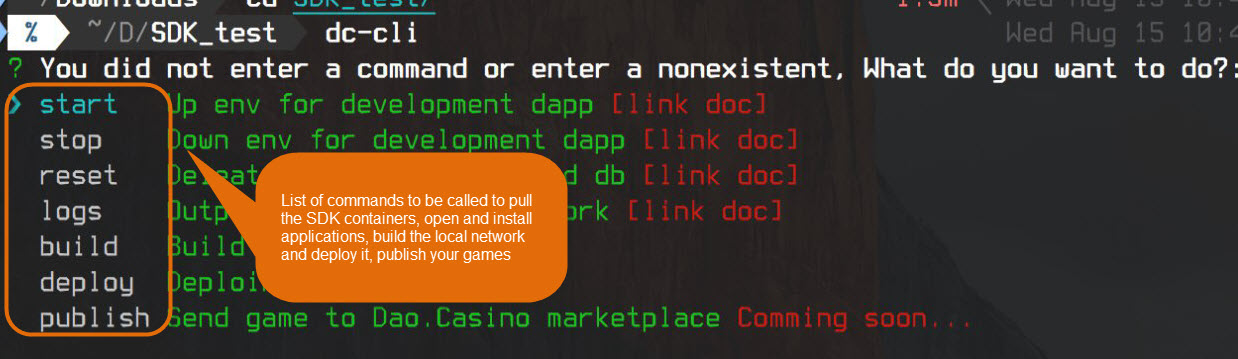 /Downloads cd SDK_test/
% ~/D/SDK_test dc-cli Wed Aug 15 10:4
? You did not enter a command or enter a nonexistent, What do you want to do?:
❯ start Up env for development dapp [link doc]
stop Down env for development dapp [link doc]
reset d db [link doc]
logs [link doc]
build Build
deploy
publish Send game to Dao.Casino marketplace Comming soon...
List of commands to be called to pull
the SDK containers, open and install
applications, build the local network
and deploy it, publish your games